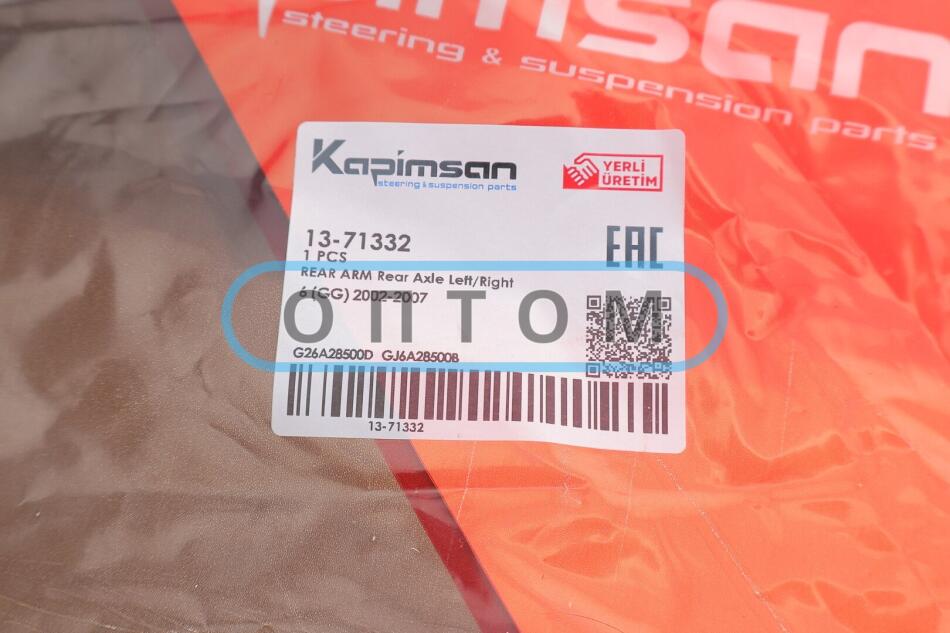 imsan
steering & suspension parts
Kapimsan
steering & suspension parts
YERLİ
ÜRETİM
13-71332
1 PCS
EAC
REAR ARM Rear Axle Left/Right
6 (GG) 2002-2007
ОПТОМ
G26A28500D GJ6A28500B
13-71332